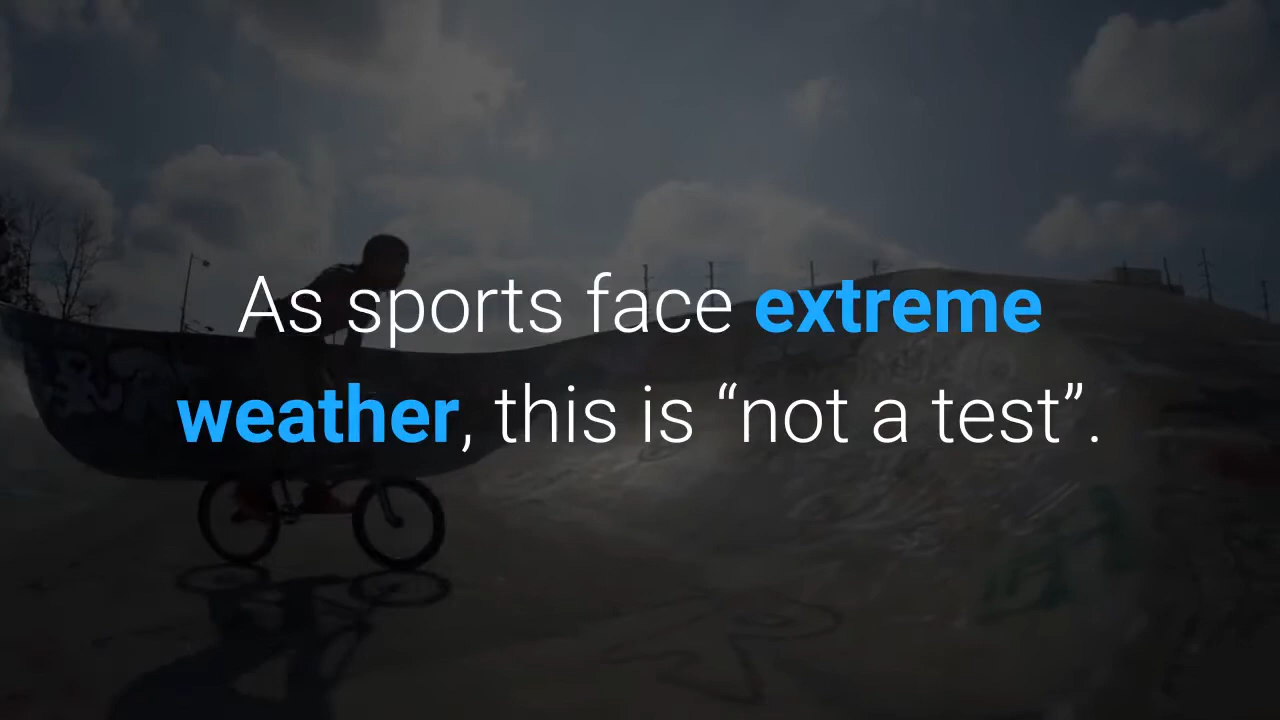 As sports face extreme
weather, this is “not a test”.